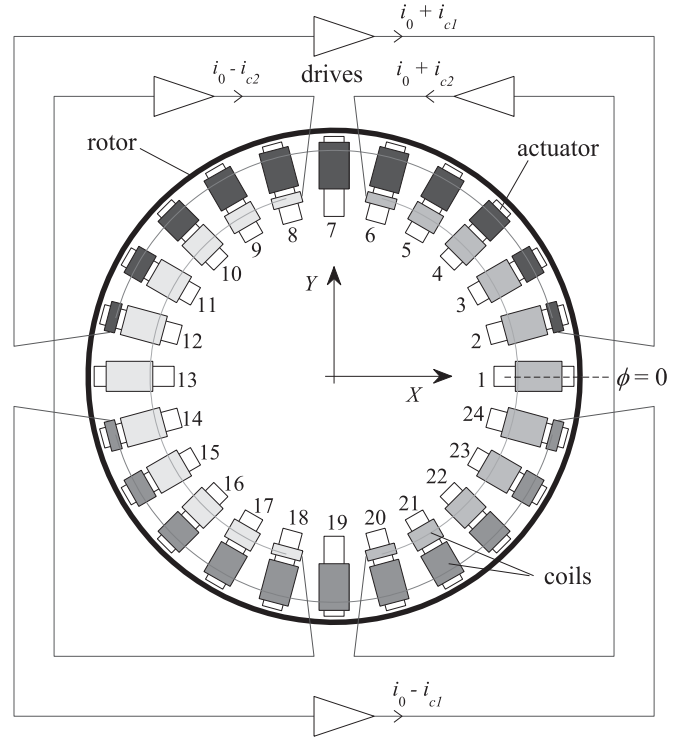 i0 + ic1
i0 - ic2
i0 + ic2
drives
rotor
actuator
7
8
6
9
5
10
4
11
3
Y
12
2
13
X
1
ϕ = 0
14
24
15
23
16
22
17
21
18
19
20
coils
i0 - ic1